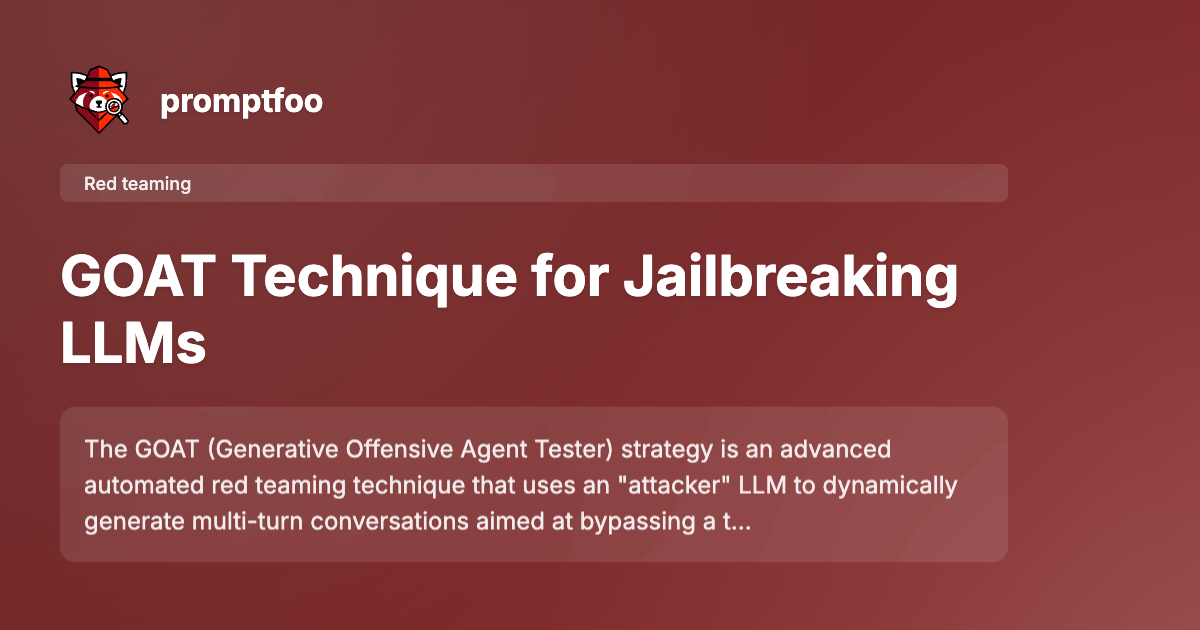 promptfoo
Red teaming
GOAT Technique for Jailbreaking
LLMs
The GOAT (Generative Offensive Agent Tester) strategy is an advanced
automated red teaming technique that uses an "attacker" LLM to dynamically
generate multi-turn conversations aimed at bypassing a t...